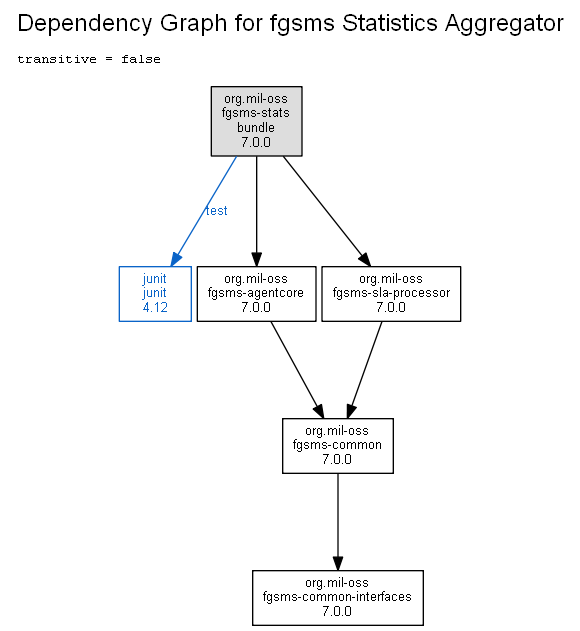 Dependency Graph for fgsms Statistics Aggregator
transitive = false
org.mil-oss
fgsms-stats
bundle
7.0.0
test
junit
junit
4.12
org.mil-oss
fgsms-agentcore
7.0.0
org.mil-oss
fgsms-sla-processor
7.0.0
org.mil-oss
fgsms-common
7.0.0
org.mil-oss
fgsms-common-interfaces
7.0.0